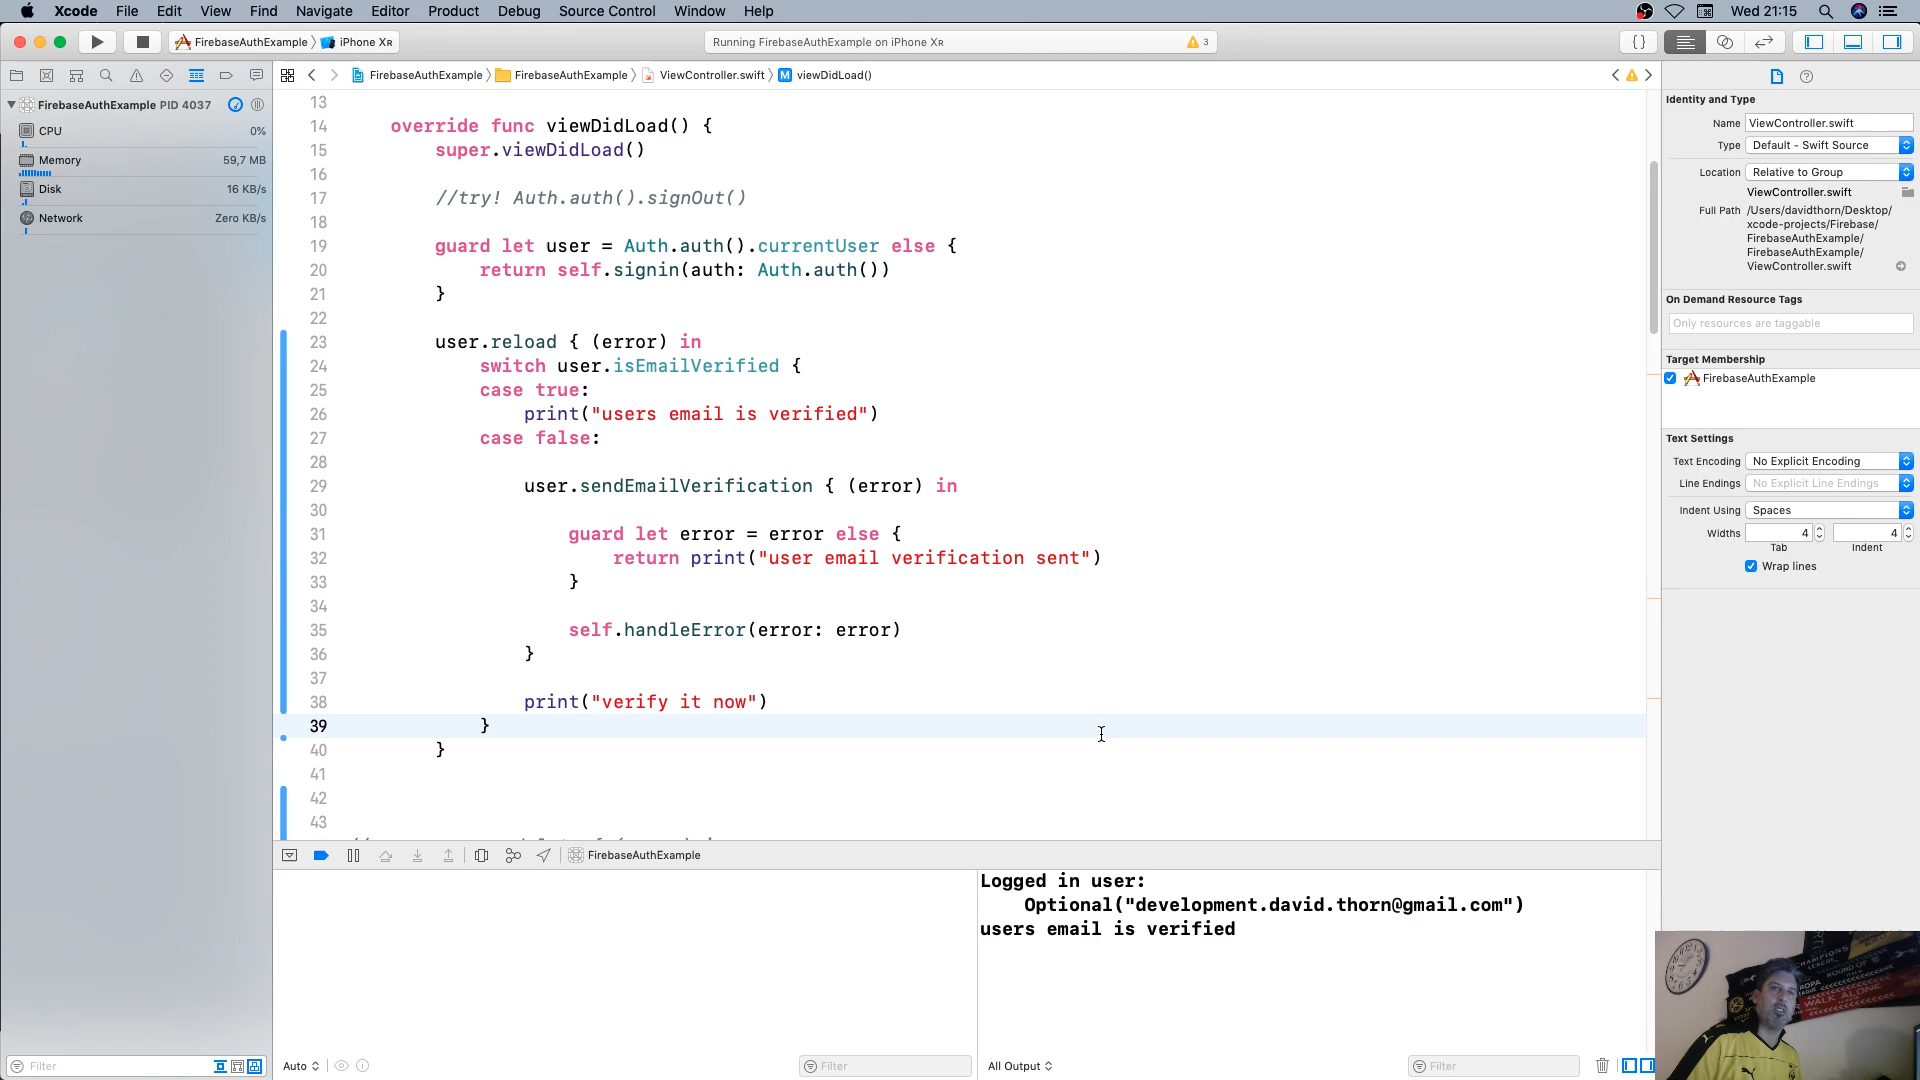 Xcode File Edit View Find Navigate Editor Product Debug Source Control Window Help
Wed 21:15
FirebaseAuthExample iPhone XR
Running FirebaseAuthExample on iPhone XR
3
FirebaseAuthExample FirebaseAuthExample ViewController.swift M viewDidLoad()
FirebaseAuthExample PID 4037
CPU 0%
Memory 59,7 MB
Disk 16 KB/s
Network Zero KB/s
13
14 override func viewDidLoad() {
15 super.viewDidLoad()
16
17 //try! Auth.auth().signOut()
18
19 guard let user = Auth.auth().currentUser else {
20 return self.signin(auth: Auth.auth())
21 }
22
23 user.reload { (error) in
24 switch user.isEmailVerified {
25 case true:
26 print("users email is verified")
27 case false:
28
29 user.sendEmailVerification { (error) in
30
31 guard let error = error else {
32 return print("user email verification sent")
33 }
34
35 self.handleError(error: error)
36 }
37
38 print("verify it now")
39 }
40 }
41
42
43
FirebaseAuthExample
Logged in user:
Optional("development.david.thorn@gmail.com")
users email is verified
Filter
Auto
Filter
All Output
Filter
Identity and Type
Name ViewController.swift
Type Default - Swift Source
Location Relative to Group
ViewController.swift
Full Path /Users/davidthorn/Desktop/
xcode-projects/Firebase/
FirebaseAuthExample/
FirebaseAuthExample/
ViewController.swift
On Demand Resource Tags
Only resources are taggable
Target Membership
FirebaseAuthExample
Text Settings
Text Encoding No Explicit Encoding
Line Endings No Explicit Line Endings
Indent Using Spaces
Widths 4 4
Tab Indent
Wrap lines
CHAMPIONS
LEAGUE
ROUND OF
WALK ALONE